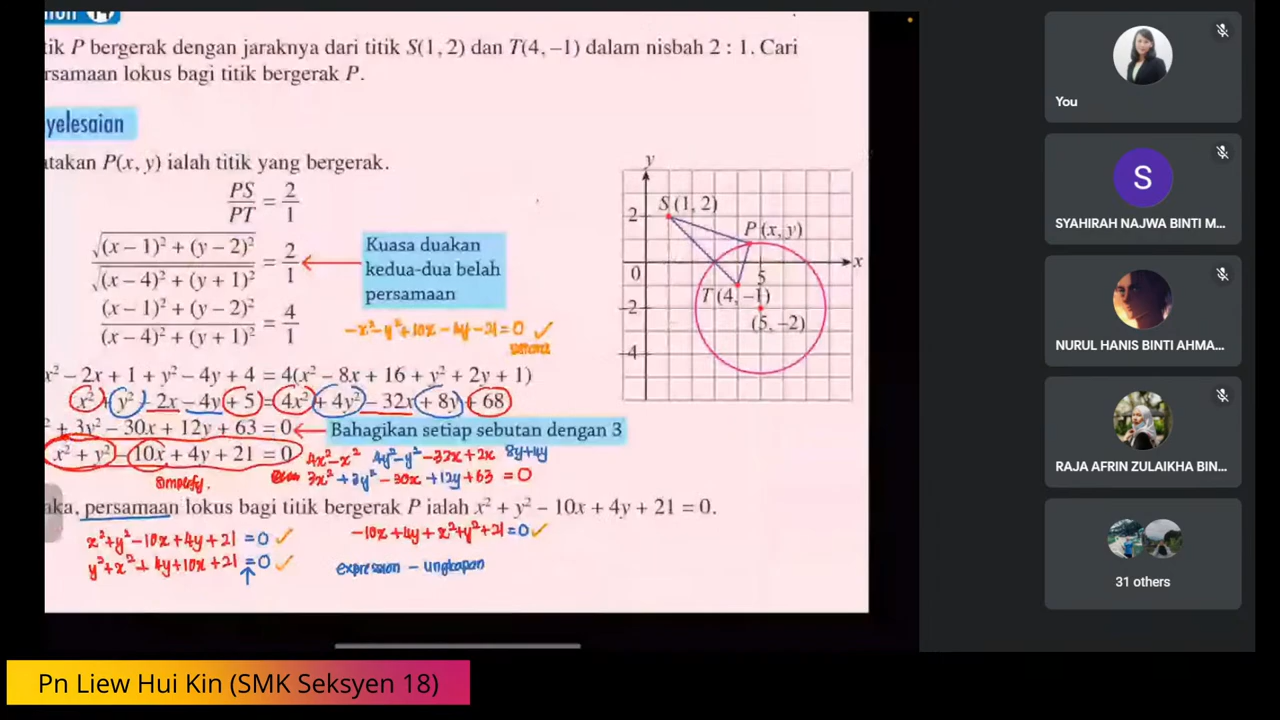 tik P bergerak dengan jaraknya dari titik S(1, 2) dan T(4, −1) dalam nisbah 2 : 1. Cari
rsamaan lokus bagi titik bergerak P.
yelesaian
atakan P(x, y) ialah titik yang bergerak.
PS/PT = 2/1
√(x − 1)² + (y − 2)² / √(x − 4)² + (y + 1)² = 2/1
Kuasa duakan
kedua-dua belah
persamaan
(x − 1)² + (y − 2)² / (x − 4)² + (y + 1)² = 4/1
−x²−y²+10x−4y−21=0 ✓
x² − 2x + 1 + y² − 4y + 4 = 4(x² − 8x + 16 + y² + 2y + 1)
x² + y² − 2x − 4y + 5 = 4x² + 4y² − 32x + 8y + 68
² + 3y² − 30x + 12y + 63 = 0
Bahagikan setiap sebutan dengan 3
x² + y² − 10x + 4y + 21 = 0
4x²−x² 4y²−y² −32x+2x 8y+4y
3x²+3y²−30x+12y+63=0
simplify.
aka, persamaan lokus bagi titik bergerak P ialah x² + y² − 10x + 4y + 21 = 0.
x²+y²−10x+4y+21=0 ✓
−10x+4y+x²+y²+21=0 ✓
y²+x²+4y+10x+21=0 ✓
expression − ungkapan
y
2
0
−2
−4
5
x
S(1, 2)
P(x, y)
T(4, −1)
(5, −2)
You
S
SYAHIRAH NAJWA BINTI M...
NURUL HANIS BINTI AHMA...
RAJA AFRIN ZULAIKHA BIN...
31 others
Pn Liew Hui Kin (SMK Seksyen 18)